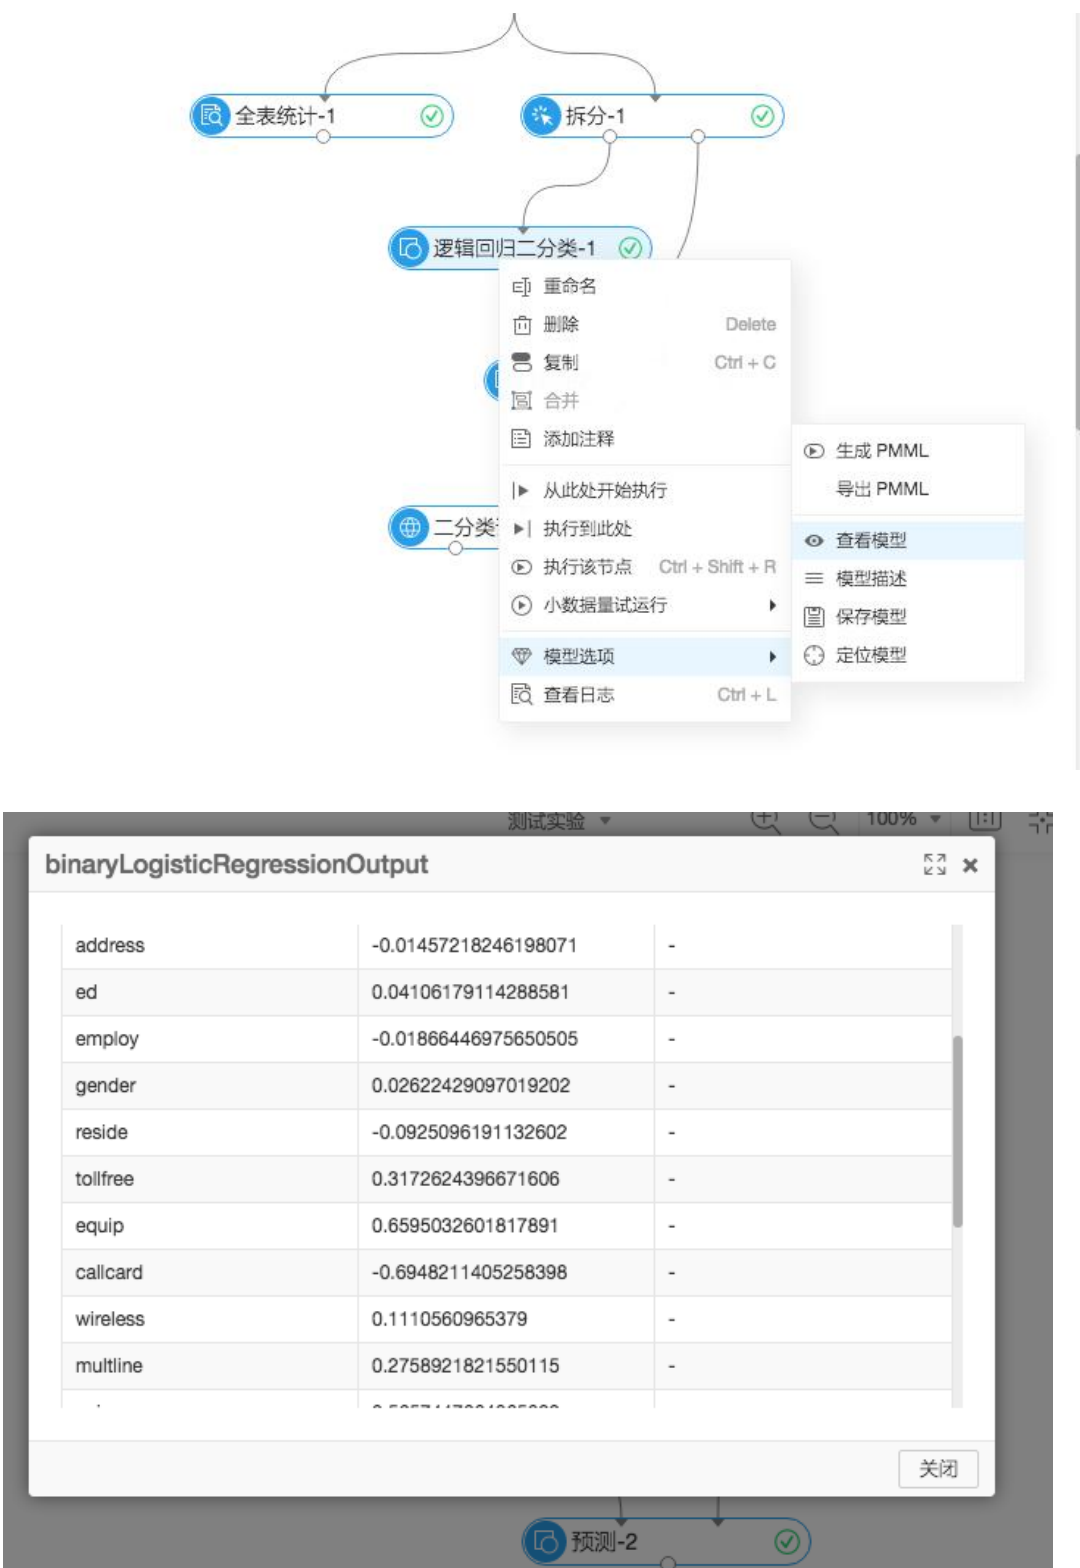 全表统计-1
拆分-1
逻辑回归二分类-1
重命名
删除 Delete
复制 Ctrl + C
合并
添加注释
生成 PMML
导出 PMML
从此处开始执行
二分类
执行到此处
查看模型
执行该节点 Ctrl + Shift + R
模型描述
小数据量试运行
保存模型
模型选项
定位模型
查看日志 Ctrl + L
测试实验 100%
binaryLogisticRegressionOutput
address -0.01457218246198071 -
ed 0.04106179114288581 -
employ -0.01866446975650505 -
gender 0.02622429097019202 -
reside -0.0925096191132602 -
tollfree 0.3172624396671606 -
equip 0.6595032601817891 -
callcard -0.6948211405258398 -
wireless 0.1110560965379 -
multline 0.2758921821550115 -
关闭
预测-2